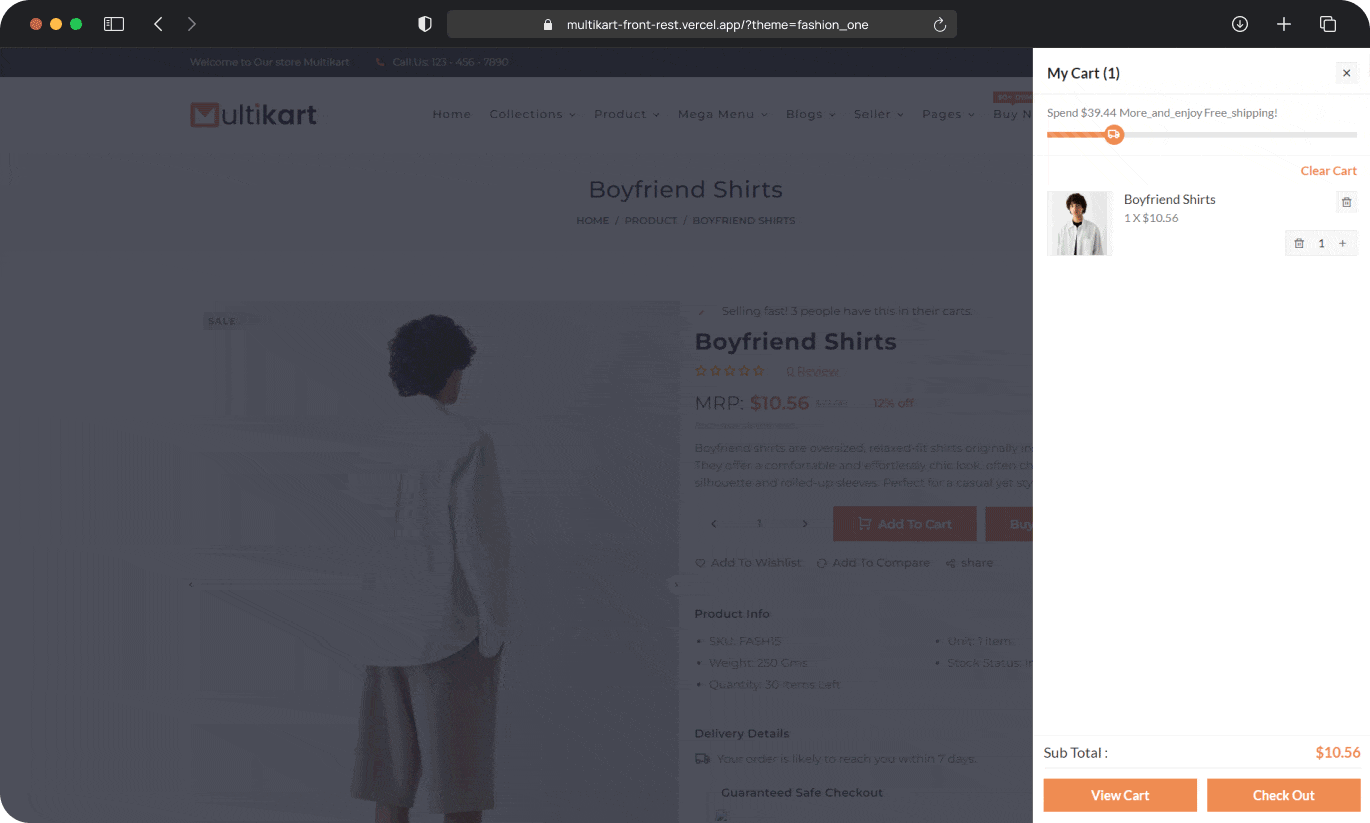 multikart-front-rest.vercel.app/?theme=fashion_one
Welcome to Our store Multikart
Call Us: 123 - 456 - 7890
Multikart
Home Collections Product Mega Menu Blogs Seller Pages Buy N
Boyfriend Shirts
HOME / PRODUCT / BOYFRIEND SHIRTS
SALE
Selling fast! 3 people have this in their carts.
Boyfriend Shirts
0 Review
MRP: $10.56 12% off
Boyfriend shirts are oversized, relaxed-fit shirts originally in
They offer a comfortable and effortlessly chic look, often ch
silhouette and rolled-up sleeves. Perfect for a casual yet sty
1
Add To Cart
Buy
Add To Wishlist Add To Compare share
Product Info
SKU: FASH15
Unit: 1 Item
Weight: 250 Gms
Stock Status: In
Quantity: 30 Items Left
Delivery Details
Your order is likely to reach you within 7 days.
Guaranteed Safe Checkout
My Cart (1)
Spend $39.44 More_and_enjoy Free_shipping!
Clear Cart
Boyfriend Shirts
1 X $10.56
1 +
Sub Total : $10.56
View Cart
Check Out